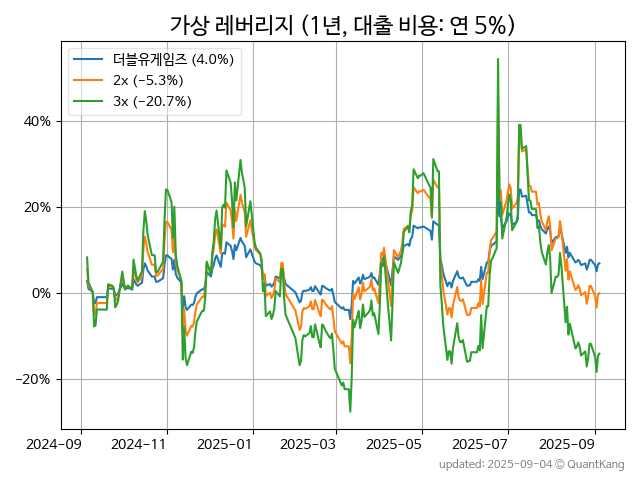 가상 레버리지 (1년, 대출 비용: 연 5%)
더블유게임즈 (4.0%)
2x (−5.3%)
3x (−20.7%)
40%
20%
0%
−20%
2024-09 2024-11 2025-01 2025-03 2025-05 2025-07 2025-09
updated: 2025-09-04 © QuantKang